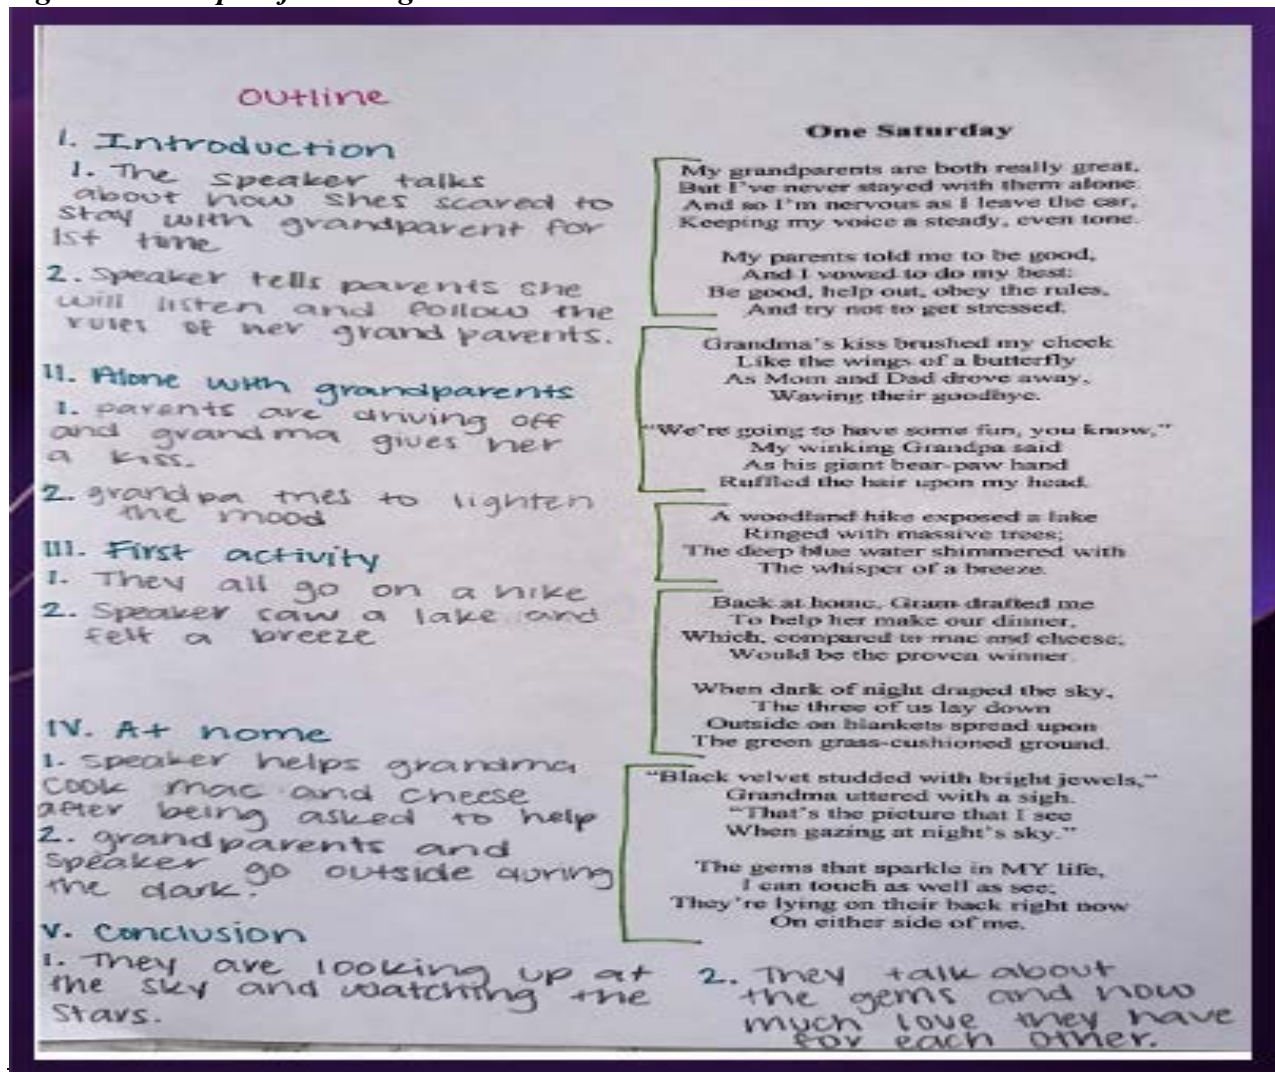 Outline
I. Introduction
1. The speaker talks
about how shes scared to
stay with grandparent for
1st time
2. Speaker tells parents she
will listen and follow the
rules of her grandparents.
II. Alone with grandparents
1. parents are driving off
and grandma gives her
a kiss.
2. grandpa tries to lighten
the mood
III. First activity
1. They all go on a hike
2. Speaker saw a lake and
felt a breeze
IV. At home
1. Speaker helps grandma
cook mac and cheese
after being asked to help
2. grandparents and
speaker go outside during
the dark.
V. Conclusion
1. They are looking up at
the sky and watching the
stars.
One Saturday
My grandparents are both really great,
But I've never stayed with them alone.
And so I'm nervous as I leave the car,
Keeping my voice a steady, even tone.
My parents told me to be good,
And I vowed to do my best:
Be good, help out, obey the rules,
And try not to get stressed.
Grandma's kiss brushed my cheek
Like the wings of a butterfly
As Mom and Dad drove away,
Waving their goodbye.
"We're going to have some fun, you know,"
My winking Grandpa said
As his giant bear-paw hand
Ruffled the hair upon my head.
A woodland hike exposed a lake
Ringed with massive trees;
The deep blue water shimmered with
The whisper of a breeze.
Back at home, Gram drafted me
To help her make our dinner,
Which, compared to mac and cheese,
Would be the proven winner.
When dark of night draped the sky,
The three of us lay down
Outside on blankets spread upon
The green grass-cushioned ground.
"Black velvet studded with bright jewels,"
Grandma uttered with a sigh.
"That's the picture that I see
When gazing at night's sky."
The gems that sparkle in MY life,
I can touch as well as see;
They're lying on their back right now
On either side of me.
2. They talk about
the gems and how
much love they have
for each other.